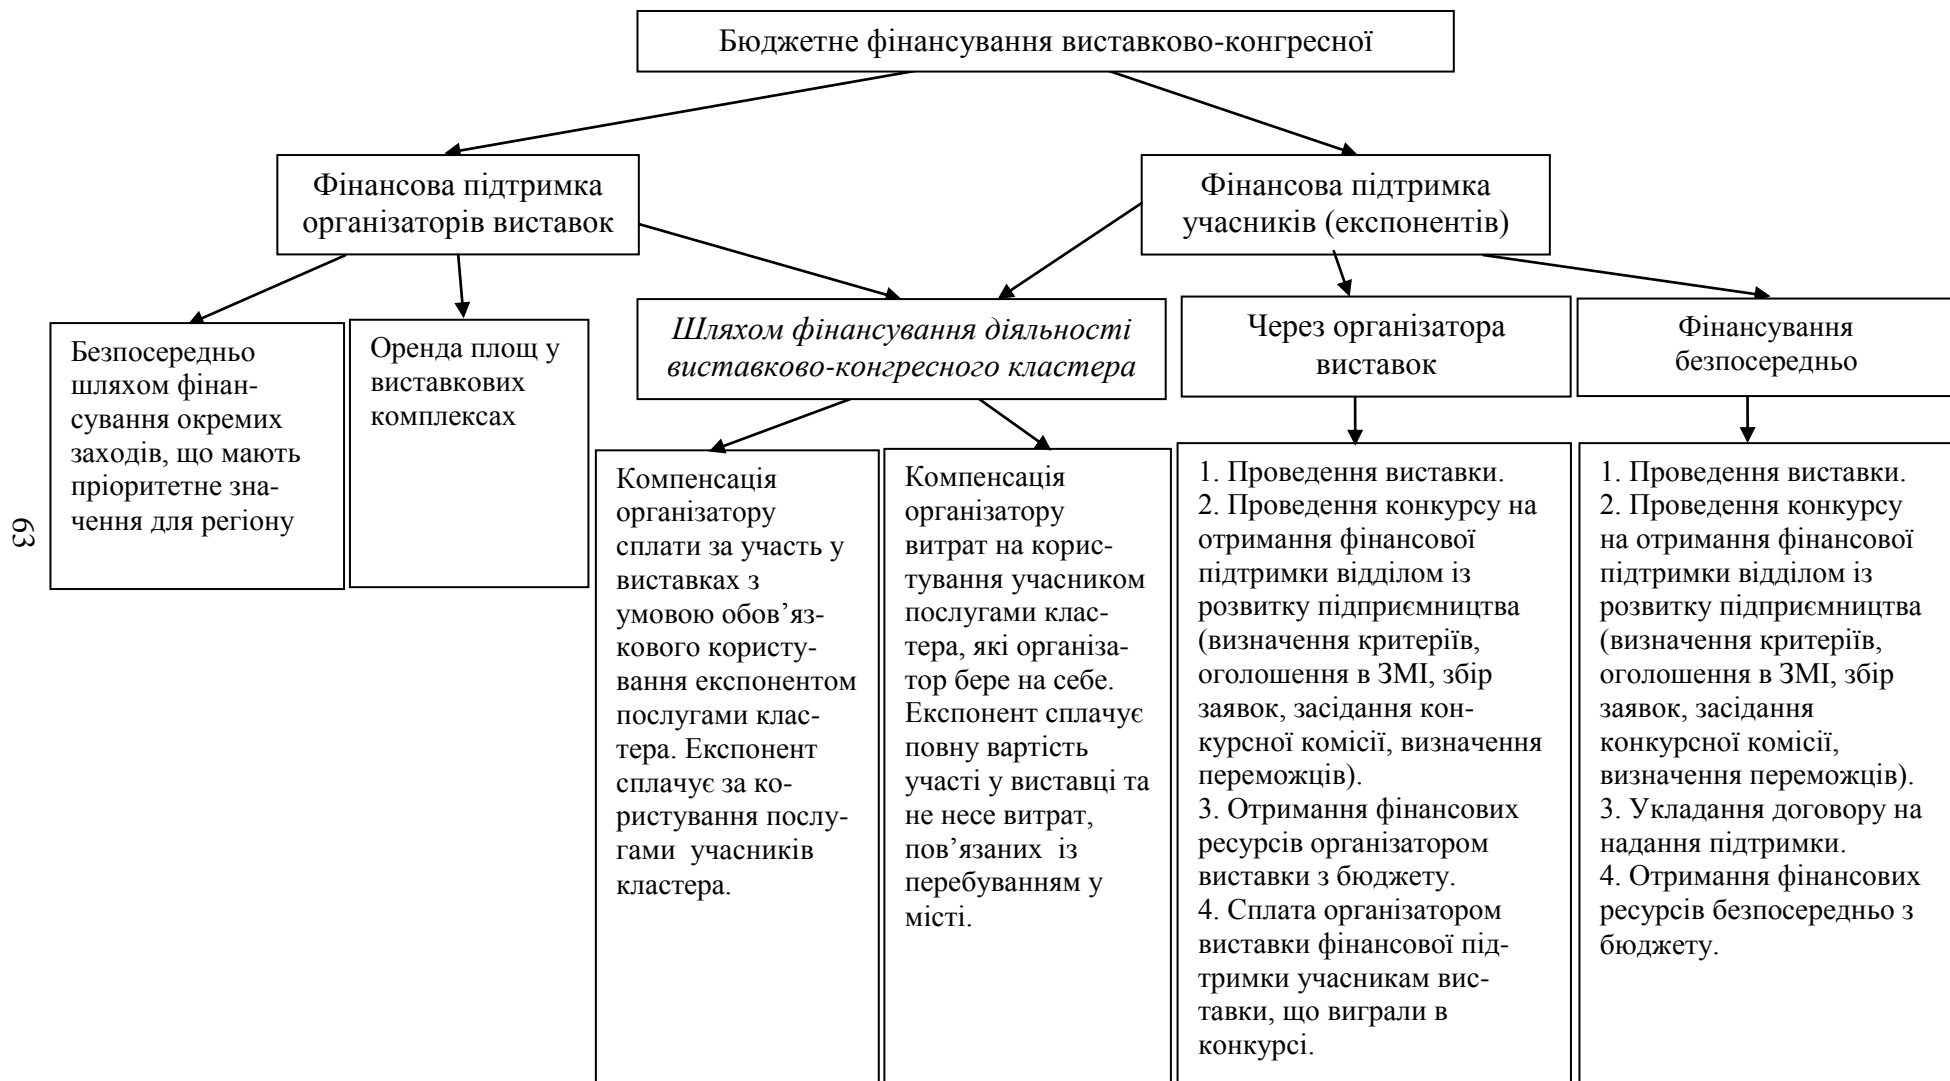 Бюджетне фінансування виставково-конгресної
Фінансова підтримка
організаторів виставок
Фінансова підтримка
учасників (експонентів)
Безпосередньо
шляхом фінан-
сування окремих
заходів, що мають
пріоритетне зна-
чення для регіону
Оренда площ у
виставкових
комплексах
Шляхом фінансування діяльності
виставково-конгресного кластера
Через організатора
виставок
Фінансування
безпосередньо
Компенсація
організатору
сплати за участь у
виставках з
умовою обов’яз-
кового користу-
вання експонентом
послугами клас-
тера. Експонент
сплачує за ко-
ристування послу-
гами учасників
кластера.
Компенсація
організатору
витрат на корис-
тування учасником
послугами клас-
тера, які організа-
тор бере на себе.
Експонент сплачує
повну вартість
участі у виставці та
не несе витрат,
пов’язаних із
перебуванням у
місті.
1. Проведення виставки.
2. Проведення конкурсу на
отримання фінансової
підтримки відділом із
розвитку підприємництва
(визначення критеріїв,
оголошення в ЗМІ, збір
заявок, засідання кон-
курсної комісії, визначення
переможців).
3. Отримання фінансових
ресурсів організатором
виставки з бюджету.
4. Сплата організатором
виставки фінансової під-
тримки учасникам вис-
тавки, що виграли в
конкурсі.
1. Проведення виставки.
2. Проведення конкурсу
на отримання фінансової
підтримки відділом із
розвитку підприємництва
(визначення критеріїв,
оголошення в ЗМІ, збір
заявок, засідання
конкурсної комісії,
визначення переможців).
3. Укладання договору на
надання підтримки.
4. Отримання фінансових
ресурсів безпосередньо з
бюджету.
63